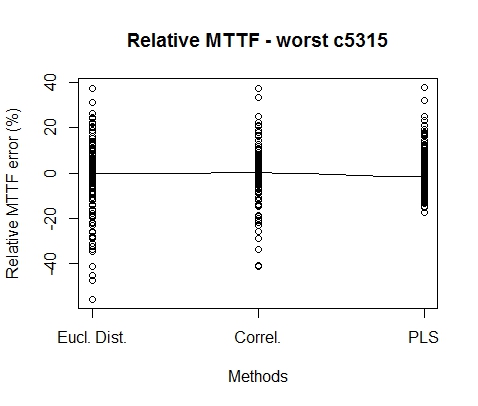 Relative MTTF - worst c5315
Relative MTTF error (%)
40
20
0
-20
-40
Eucl. Dist.
Correl.
PLS
Methods